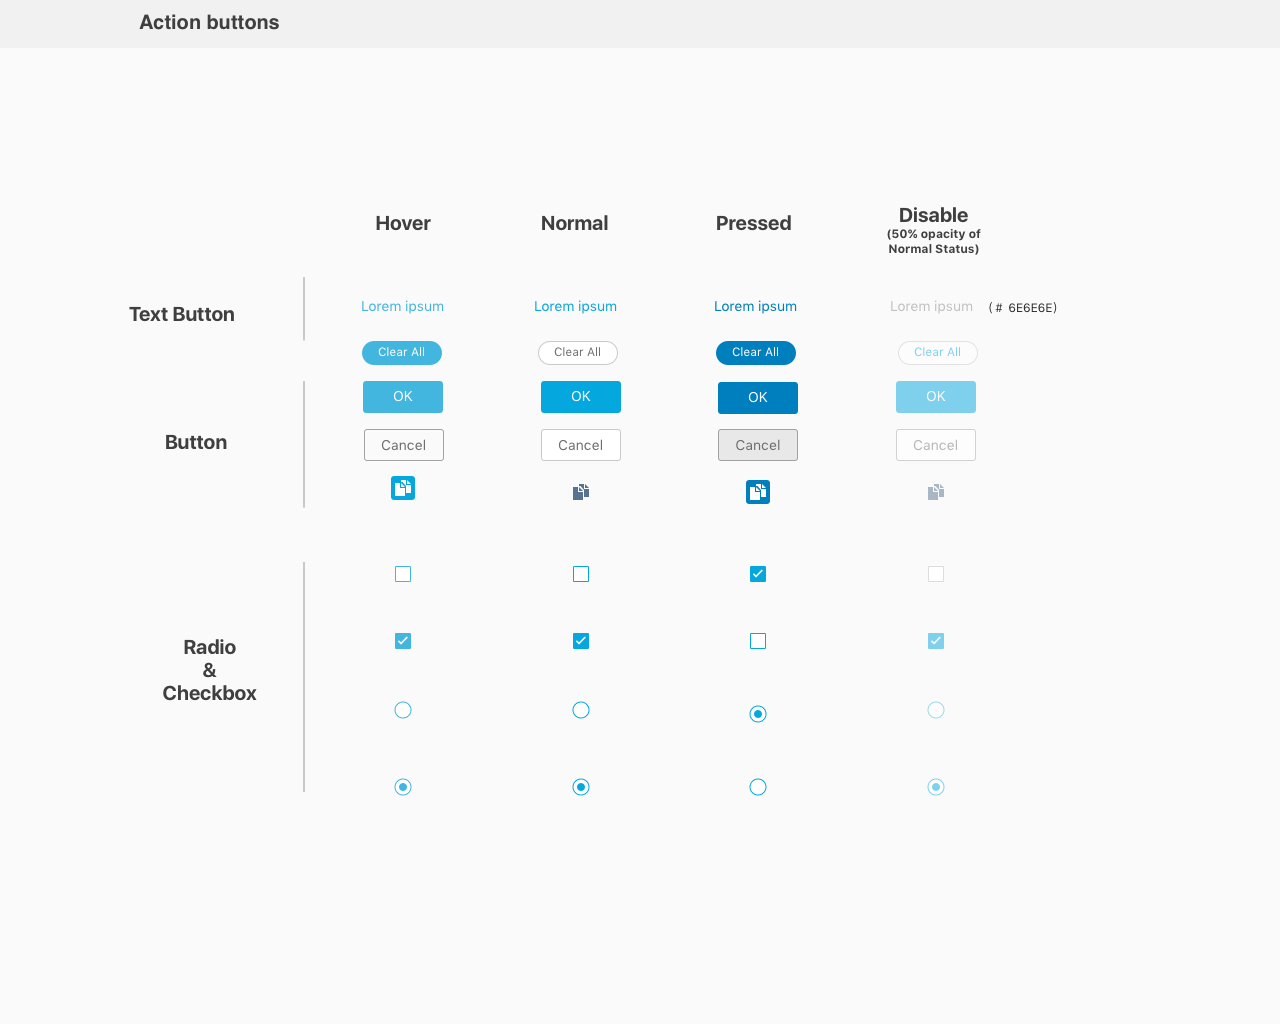 Action buttons
Hover
Normal
Pressed
Disable
(50% opacity of
Normal Status)
Text Button
Lorem ipsum
Lorem ipsum
Lorem ipsum
Lorem ipsum
( # 6E6E6E)
Clear All
Clear All
Clear All
Clear All
OK
OK
OK
OK
Button
Cancel
Cancel
Cancel
Cancel
Radio
&
Checkbox